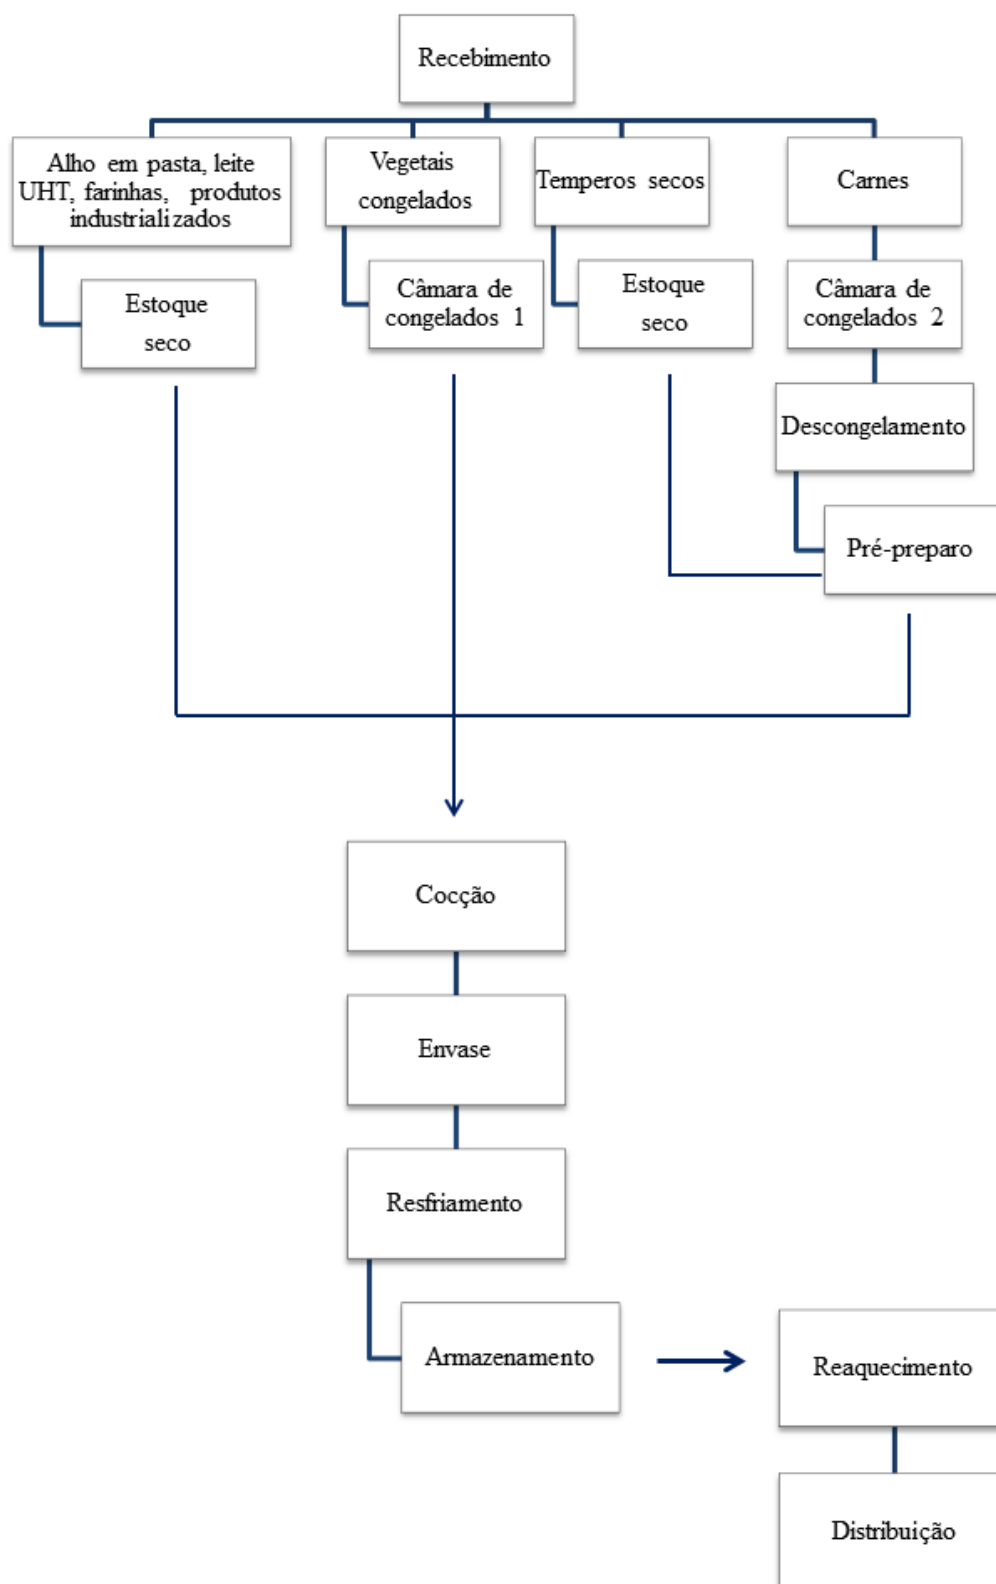 Recebimento
Alho em pasta, leite
UHT, farinhas, produtos
industrializados
Vegetais
congelados
Temperos secos
Carnes
Estoque
seco
Câmara de
congelados 1
Estoque
seco
Câmara de
congelados 2
Descongelamento
Pré-preparo
Cocção
Envase
Resfriamento
Armazenamento
Reaquecimento
Distribuição